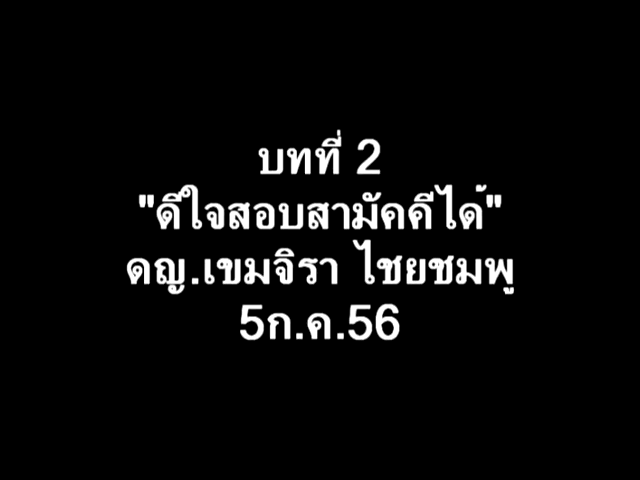 บทที่ 2
"ดีใจสอบสามัคคีได้"
ดญ.เขมจิรา ไชยชมพู
5ก.ค.56